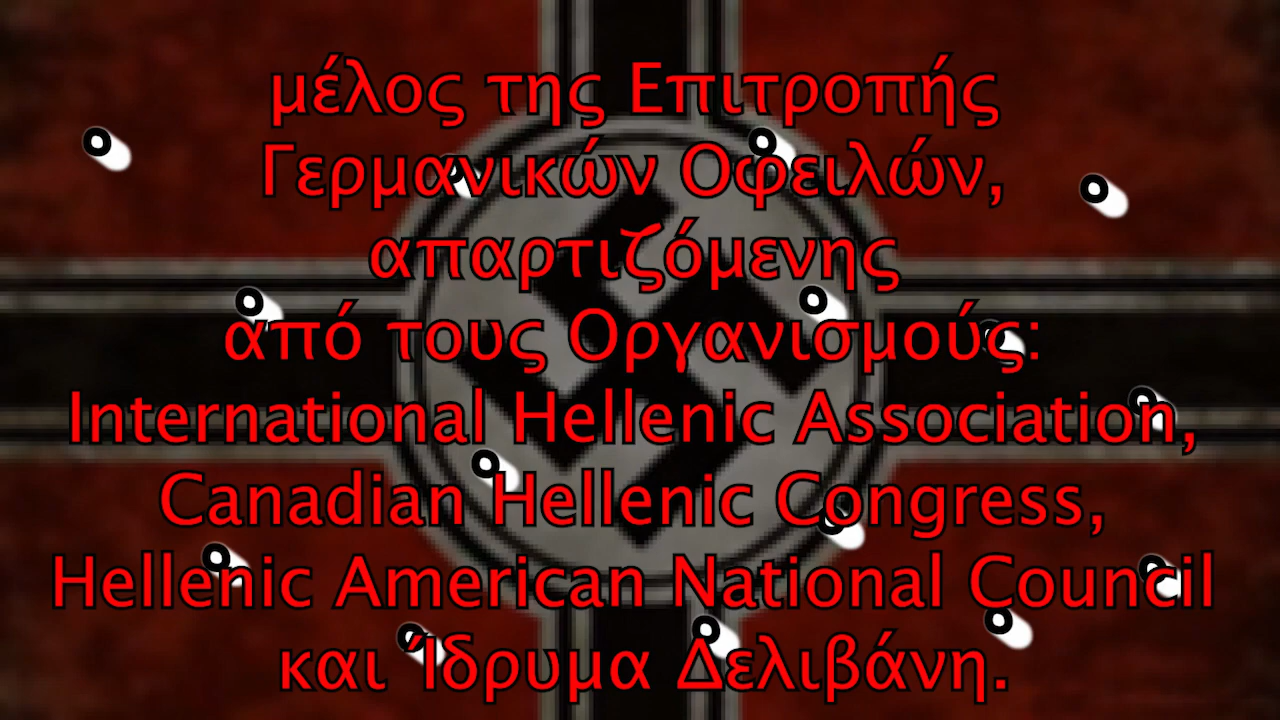 μέλος της Επιτροπής
Γερμανικών Οφειλών,
απαρτιζόμενης
από τους Οργανισμούς:
International Hellenic Association,
Canadian Hellenic Congress,
Hellenic American National Council
και Ίδρυμα Δελιβάνη.